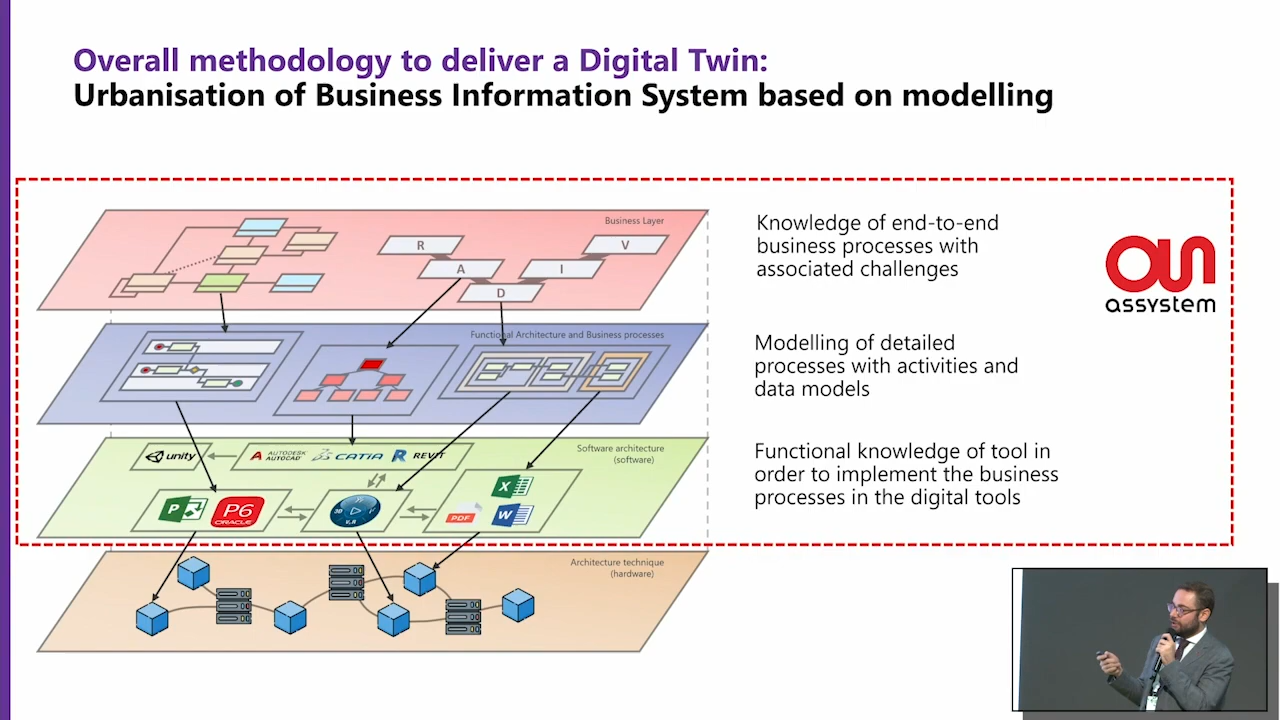 Overall methodology to deliver a Digital Twin:
Urbanisation of Business Information System based on modelling
Business Layer
R
V
A
I
D
Knowledge of end-to-end
business processes with
associated challenges
assystem
Functional Architecture and Business processes
Modelling of detailed
processes with activities and
data models
Software architecture
(software)
unity
AUTODESK
AUTOCAD
CATIA
R REVIT
P
P6
ORACLE
3D
V.R
PDF
X
W
Functional knowledge of tool in
order to implement the business
processes in the digital tools
Architecture technique
(hardware)